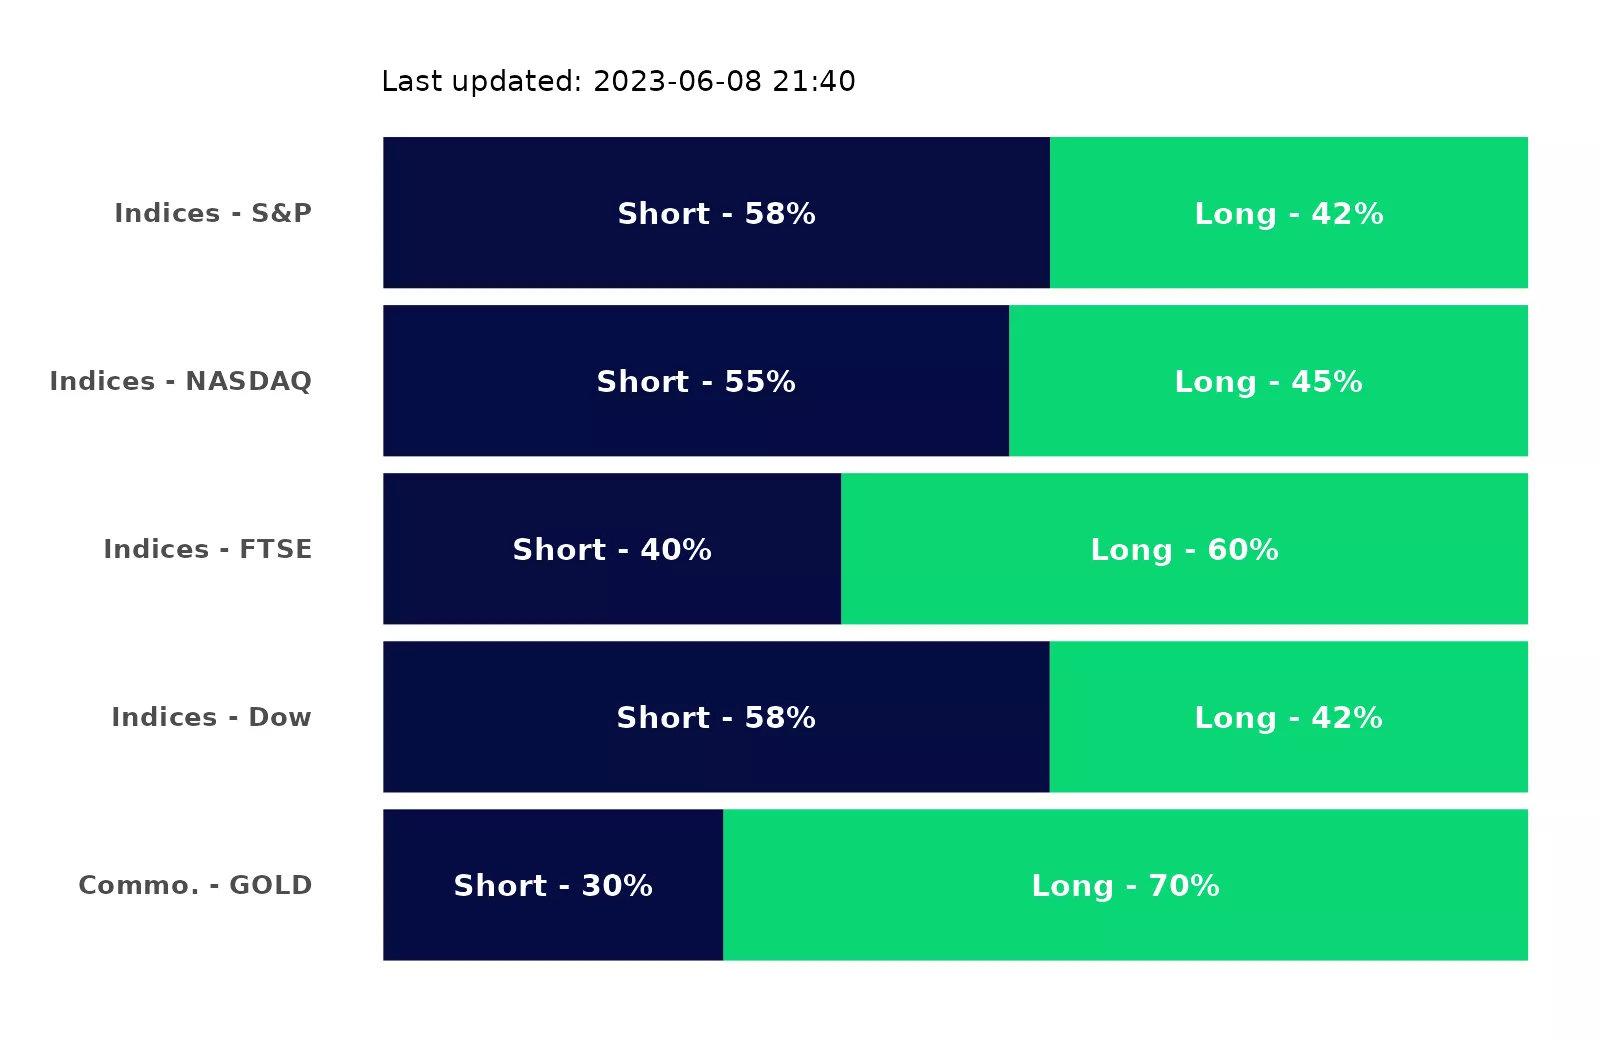 Last updated: 2023-06-08 21:40
Indices - S&P Short - 58% Long - 42%
Indices - NASDAQ Short - 55% Long - 45%
Indices - FTSE Short - 40% Long - 60%
Indices - Dow Short - 58% Long - 42%
Commo. - GOLD Short - 30% Long - 70%